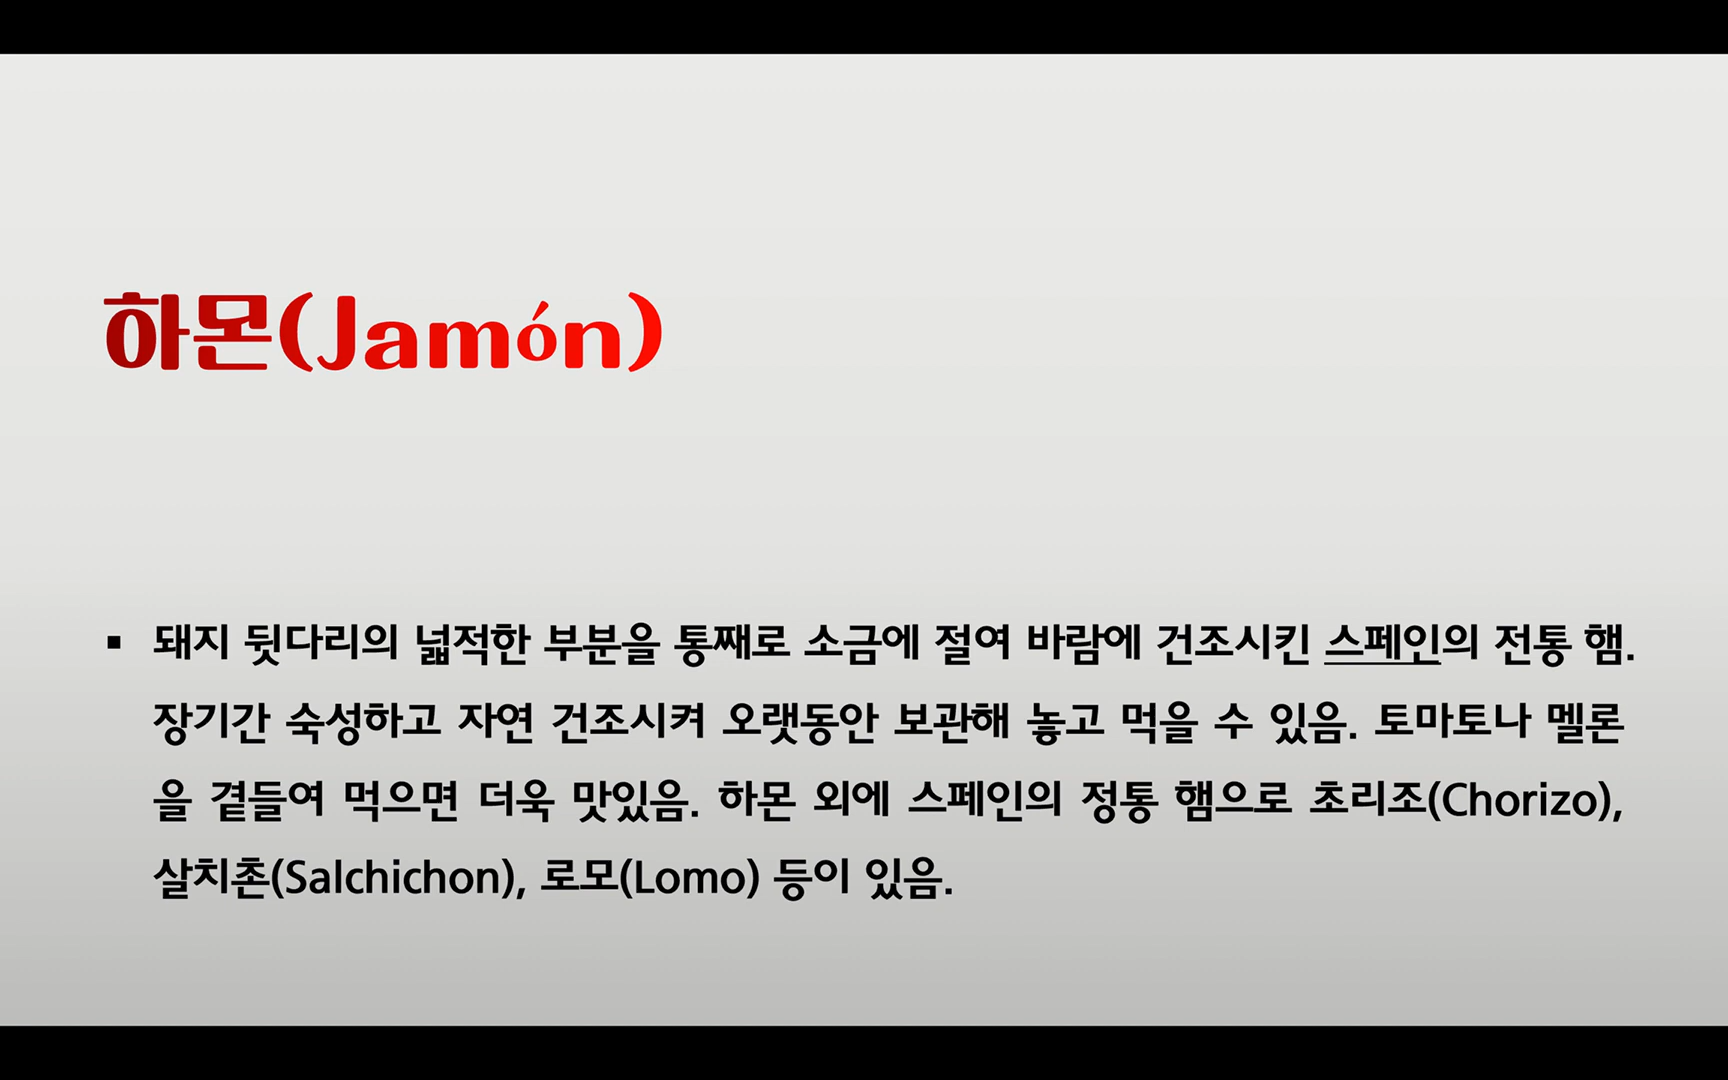 하몬(Jamón)
▪ 돼지 뒷다리의 넓적한 부분을 통째로 소금에 절여 바람에 건조시킨 스페인의 전통 햄.
장기간 숙성하고 자연 건조시켜 오랫동안 보관해 놓고 먹을 수 있음. 토마토나 멜론
을 곁들여 먹으면 더욱 맛있음. 하몬 외에 스페인의 정통 햄으로 초리조(Chorizo),
살치촌(Salchichon), 로모(Lomo) 등이 있음.